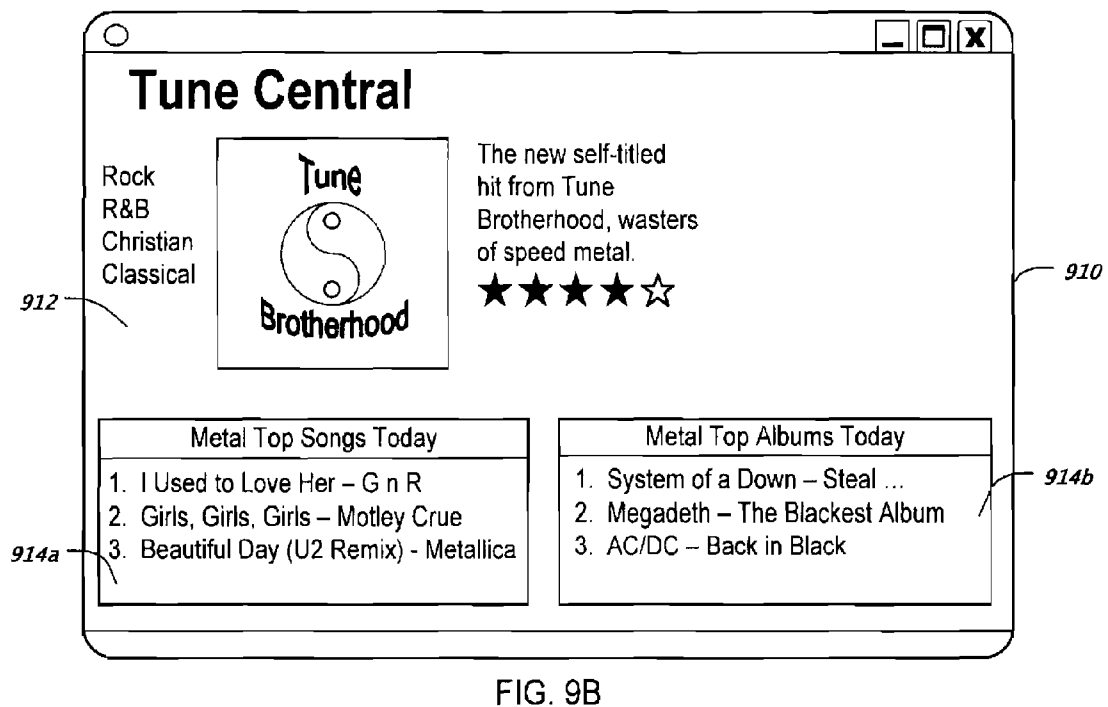 Tune Central
Rock
R&B
Christian
Classical
Tune
Brotherhood
The new self-titled
hit from Tune
Brotherhood, wasters
of speed metal.
912
910
Metal Top Songs Today
1. I Used to Love Her – G n R
2. Girls, Girls, Girls – Motley Crue
3. Beautiful Day (U2 Remix) - Metallica
914a
Metal Top Albums Today
1. System of a Down – Steal ...
2. Megadeth – The Blackest Album
3. AC/DC – Back in Black
914b
FIG. 9B